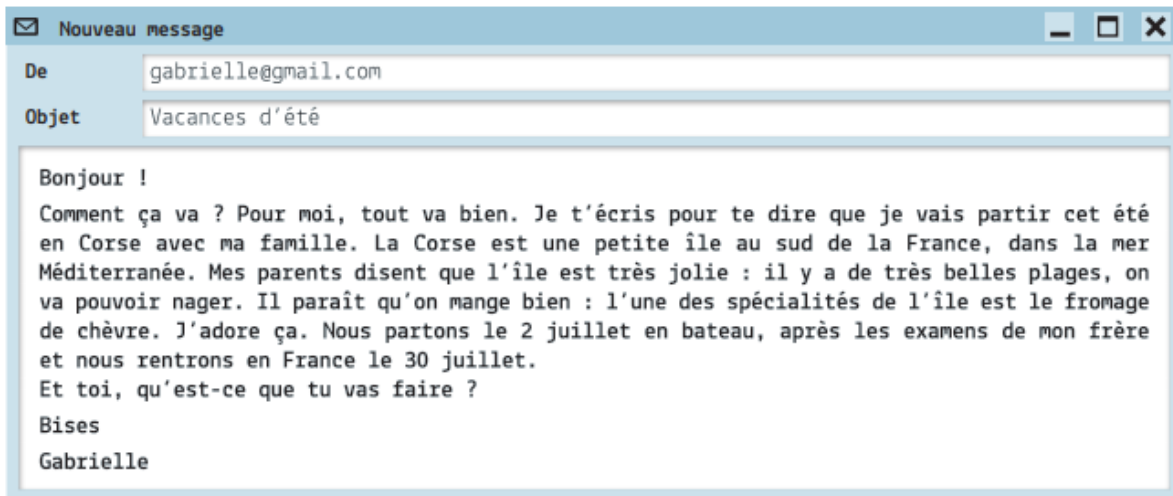 Nouveau message
De gabrielle@gmail.com
Objet Vacances d'été
Bonjour !
Comment ça va ? Pour moi, tout va bien. Je t'écris pour te dire que je vais partir cet été
en Corse avec ma famille. La Corse est une petite île au sud de la France, dans la mer
Méditerranée. Mes parents disent que l'île est très jolie : il y a de très belles plages, on
va pouvoir nager. Il paraît qu'on mange bien : l'une des spécialités de l'île est le fromage
de chèvre. J'adore ça. Nous partons le 2 juillet en bateau, après les examens de mon frère
et nous rentrons en France le 30 juillet.
Et toi, qu'est-ce que tu vas faire ?
Bises
Gabrielle